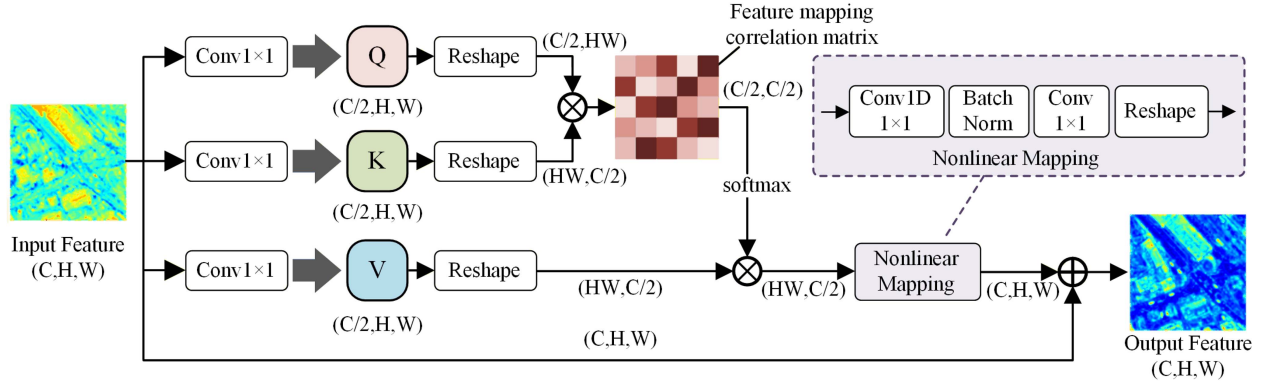 Feature mapping
correlation matrix
Conv1×1
Q
Reshape
(C/2,HW)
(C/2,H,W)
(C/2,C/2)
Conv1D
1×1
Batch
Norm
Conv
1×1
Reshape
Nonlinear Mapping
Conv1×1
K
Reshape
(HW,C/2)
(C/2,H,W)
softmax
Input Feature
(C,H,W)
Conv1×1
V
Reshape
(HW,C/2)
(C/2,H,W)
(HW,C/2)
Nonlinear
Mapping
(C,H,W)
(C,H,W)
Output Feature
(C,H,W)